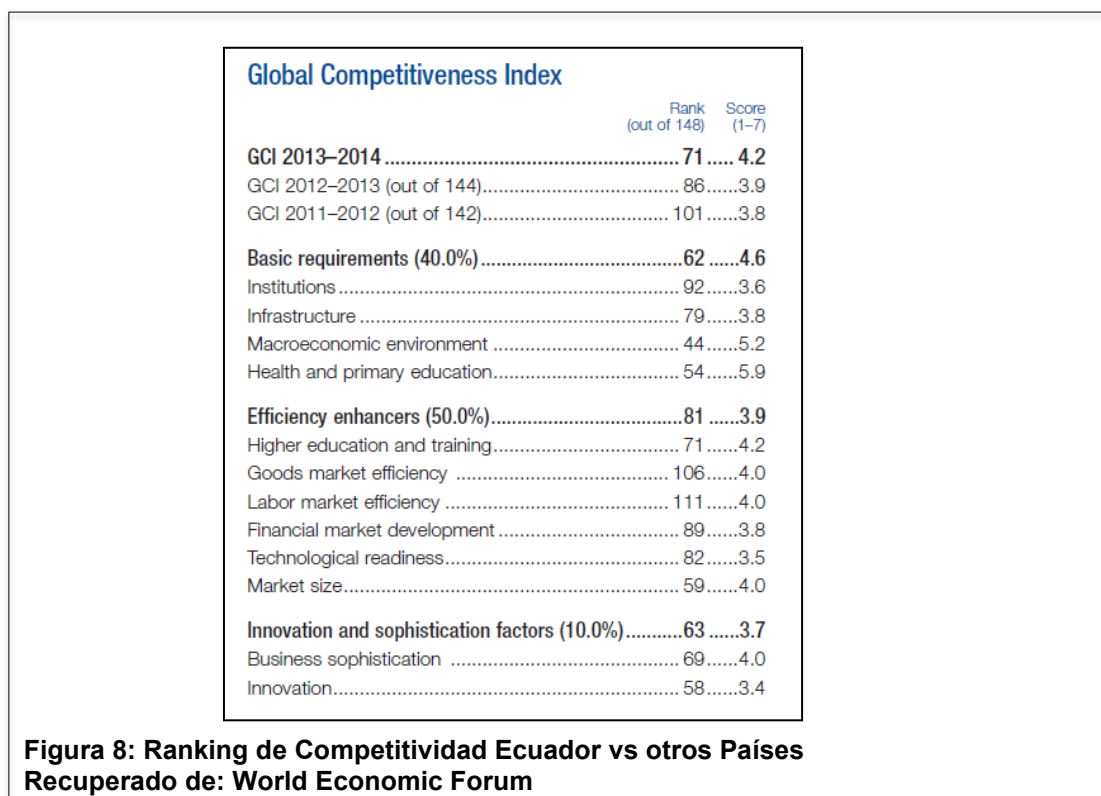 Global Competitiveness Index
Rank Score
(out of 148) (1–7)
GCI 2013–2014 ....................................................... 71 ..... 4.2
GCI 2012–2013 (out of 144)..................................... 86......3.9
GCI 2011–2012 (out of 142)................................... 101......3.8
Basic requirements (40.0%).....................................62 ......4.6
Institutions ............................................................... 92......3.6
Infrastructure ........................................................... 79......3.8
Macroeconomic environment ................................... 44......5.2
Health and primary education................................... 54......5.9
Efficiency enhancers (50.0%)...................................81 ......3.9
Higher education and training................................... 71......4.2
Goods market efficiency ....................................... 106......4.0
Labor market efficiency ......................................... 111......4.0
Financial market development .................................. 89......3.8
Technological readiness............................................ 82......3.5
Market size.............................................................. 59......4.0
Innovation and sophistication factors (10.0%)...........63 ......3.7
Business sophistication ........................................... 69......4.0
Innovation................................................................ 58......3.4
Figura 8: Ranking de Competitividad Ecuador vs otros Países
Recuperado de: World Economic Forum